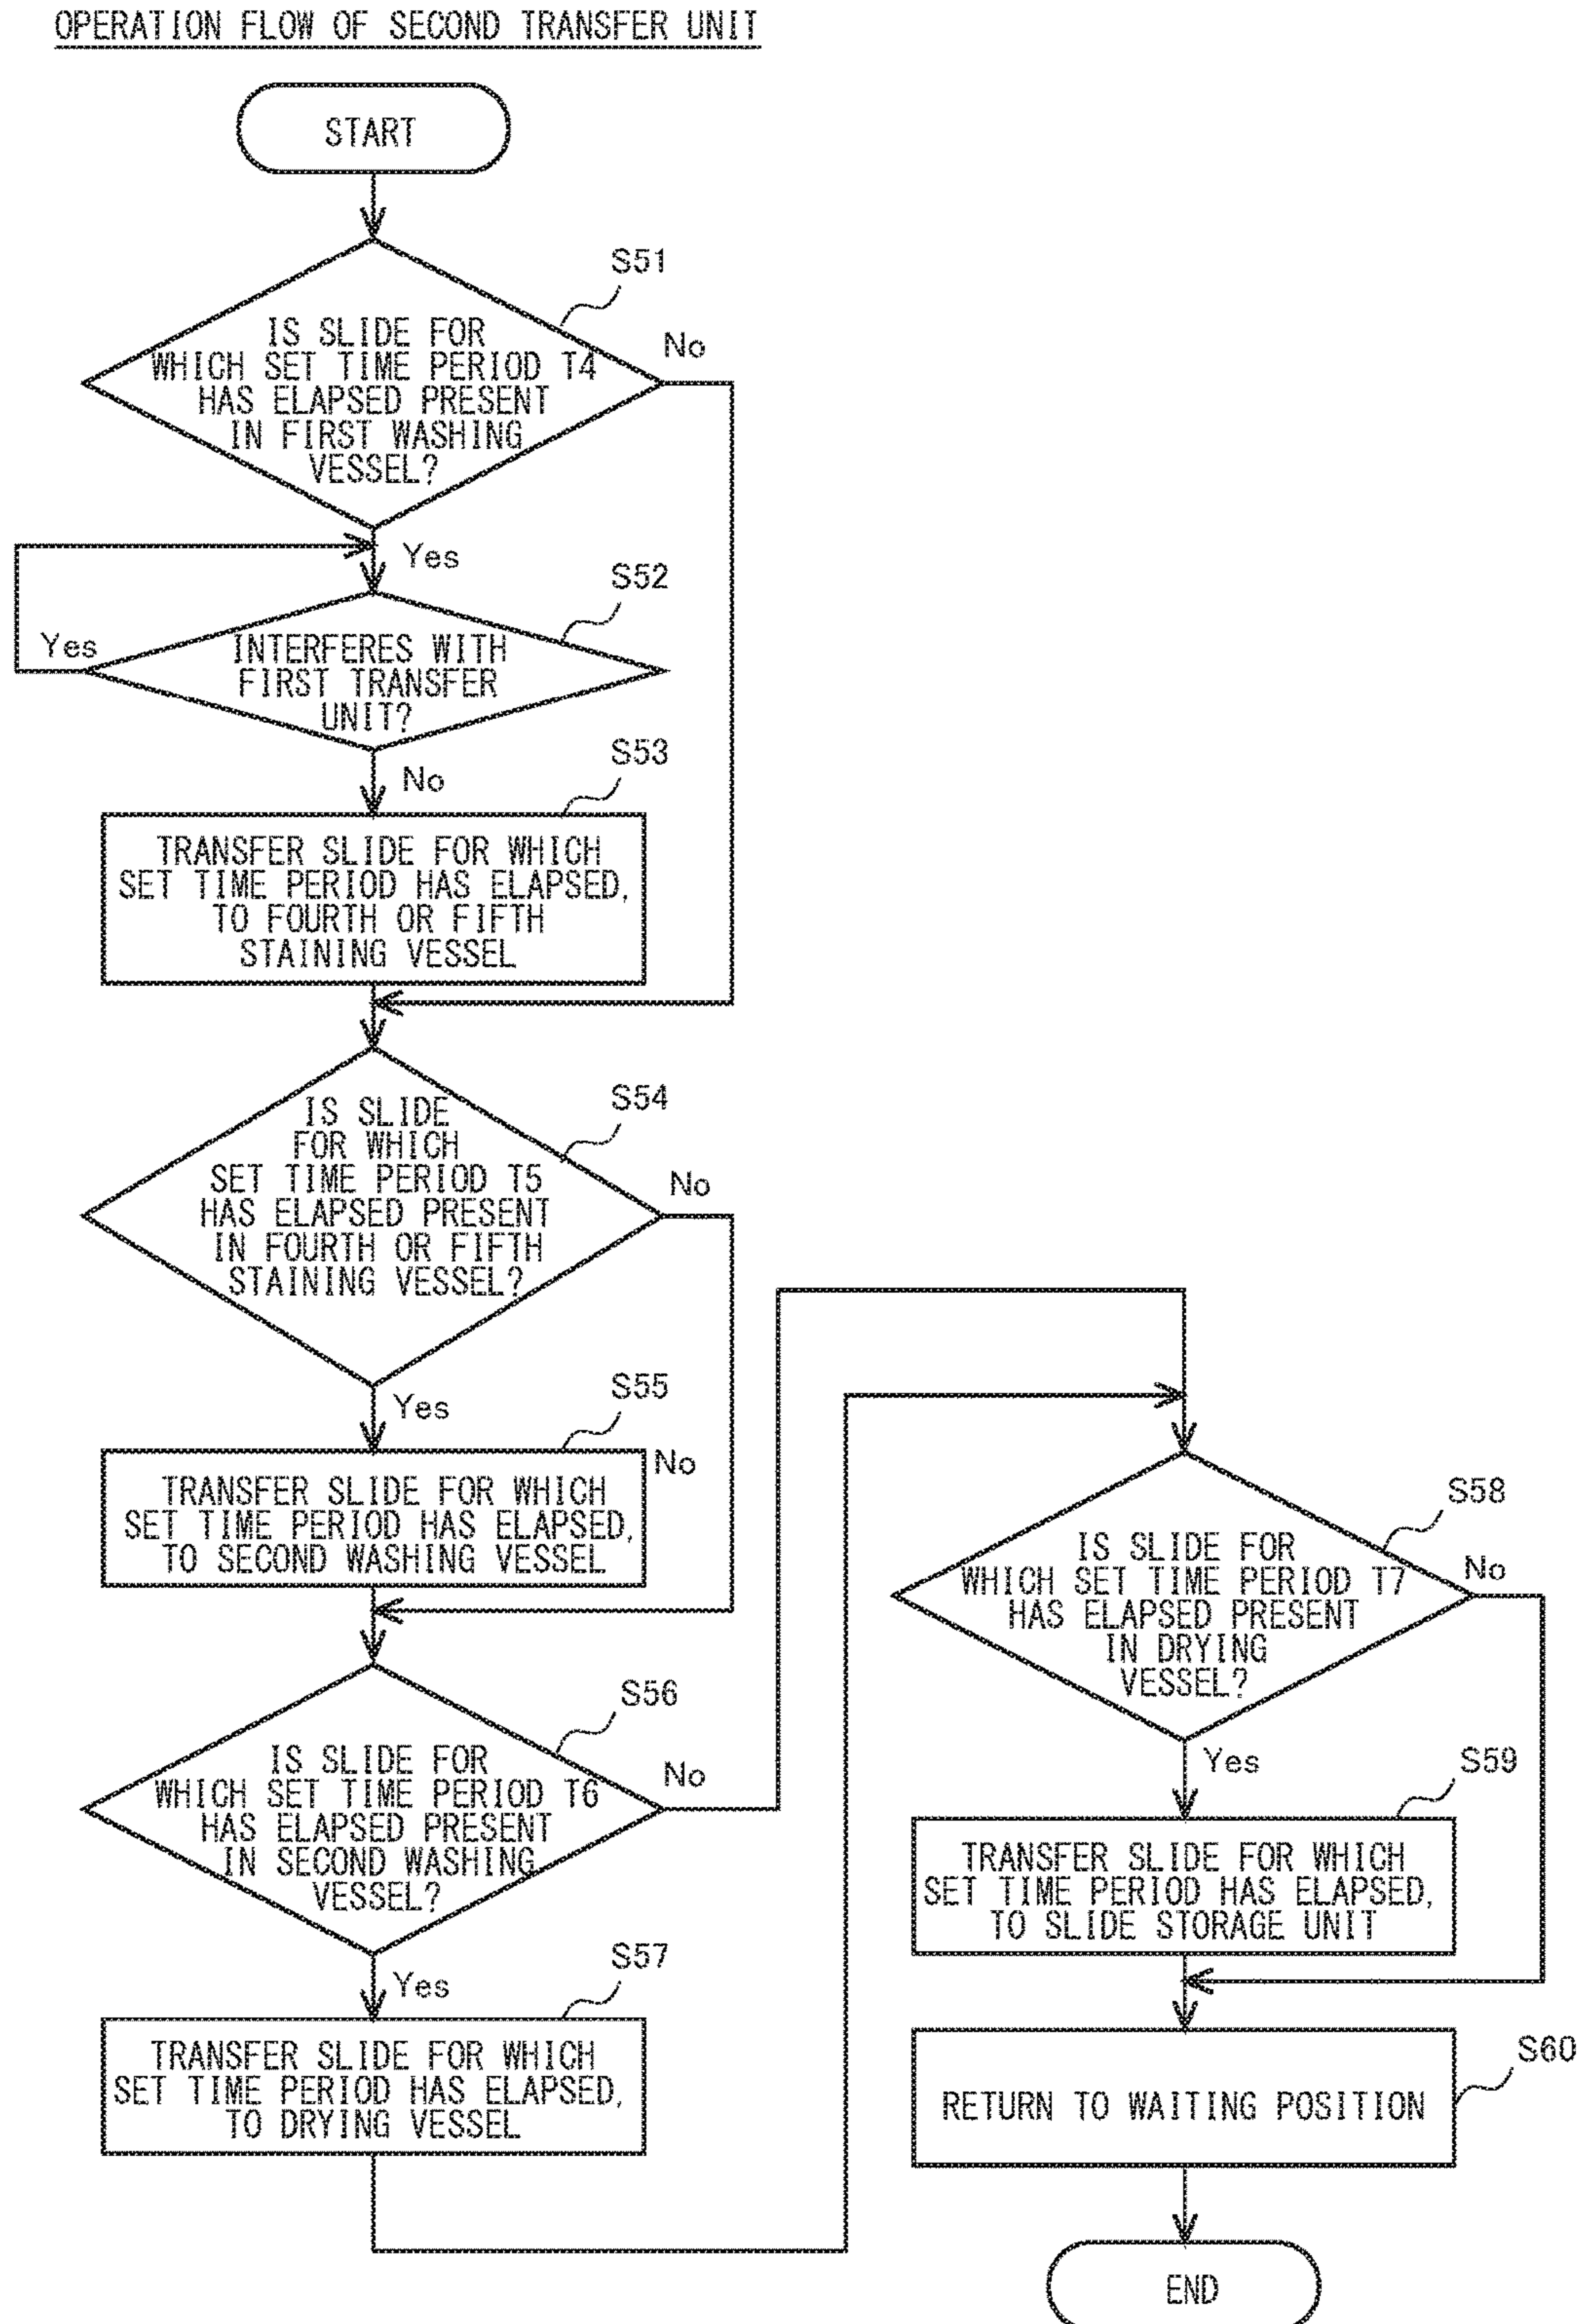 OPERATION FLOW OF SECOND TRANSFER UNIT
START
S51
IS SLIDE FOR
WHICH SET TIME PERIOD T4
HAS ELAPSED PRESENT
IN FIRST WASHING
VESSEL?
No
Yes
S52
INTERFERES WITH
FIRST TRANSFER
UNIT?
Yes
No
S53
TRANSFER SLIDE FOR WHICH
SET TIME PERIOD HAS ELAPSED,
TO FOURTH OR FIFTH
STAINING VESSEL
S54
IS SLIDE
FOR WHICH
SET TIME PERIOD T5
HAS ELAPSED PRESENT
IN FOURTH OR FIFTH
STAINING VESSEL?
No
Yes
S55
No
TRANSFER SLIDE FOR WHICH
SET TIME PERIOD HAS ELAPSED,
TO SECOND WASHING VESSEL
S56
IS SLIDE FOR
WHICH SET TIME PERIOD T6
HAS ELAPSED PRESENT
IN SECOND WASHING
VESSEL?
No
Yes
S57
TRANSFER SLIDE FOR WHICH
SET TIME PERIOD HAS ELAPSED,
TO DRYING VESSEL
S58
IS SLIDE FOR
WHICH SET TIME PERIOD T7
HAS ELAPSED PRESENT
IN DRYING
VESSEL?
No
Yes
S59
TRANSFER SLIDE FOR WHICH
SET TIME PERIOD HAS ELAPSED,
TO SLIDE STORAGE UNIT
S60
RETURN TO WAITING POSITION
END